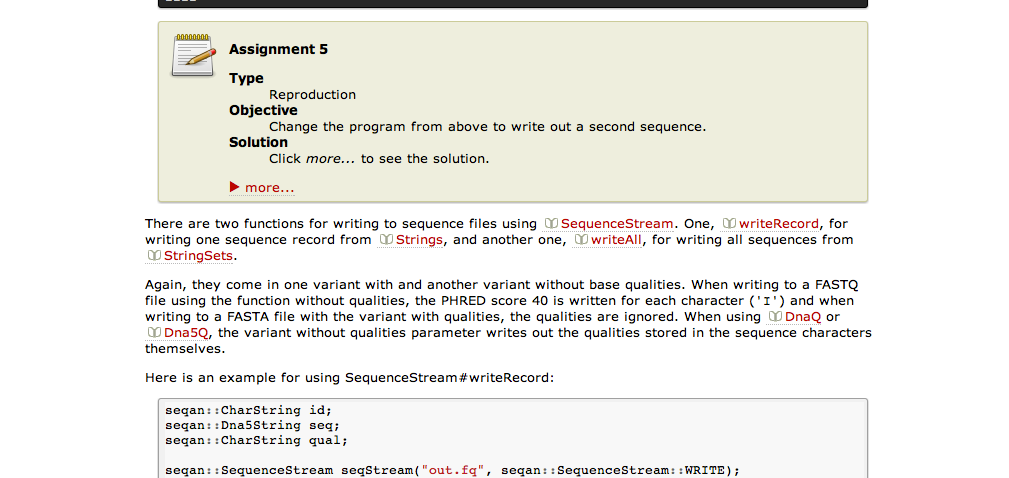 Assignment 5
Type
Reproduction
Objective
Change the program from above to write out a second sequence.
Solution
Click more... to see the solution.
more...
There are two functions for writing to sequence files using SequenceStream. One, writeRecord, for
writing one sequence record from Strings, and another one, writeAll, for writing all sequences from
StringSets.
Again, they come in one variant with and another variant without base qualities. When writing to a FASTQ
file using the function without qualities, the PHRED score 40 is written for each character ('I') and when
writing to a FASTA file with the variant with qualities, the qualities are ignored. When using DnaQ or
Dna5Q, the variant without qualities parameter writes out the qualities stored in the sequence characters
themselves.
Here is an example for using SequenceStream#writeRecord:
seqan::CharString id;
seqan::Dna5String seq;
seqan::CharString qual;
seqan::SequenceStream seqStream("out.fq", seqan::SequenceStream::WRITE);